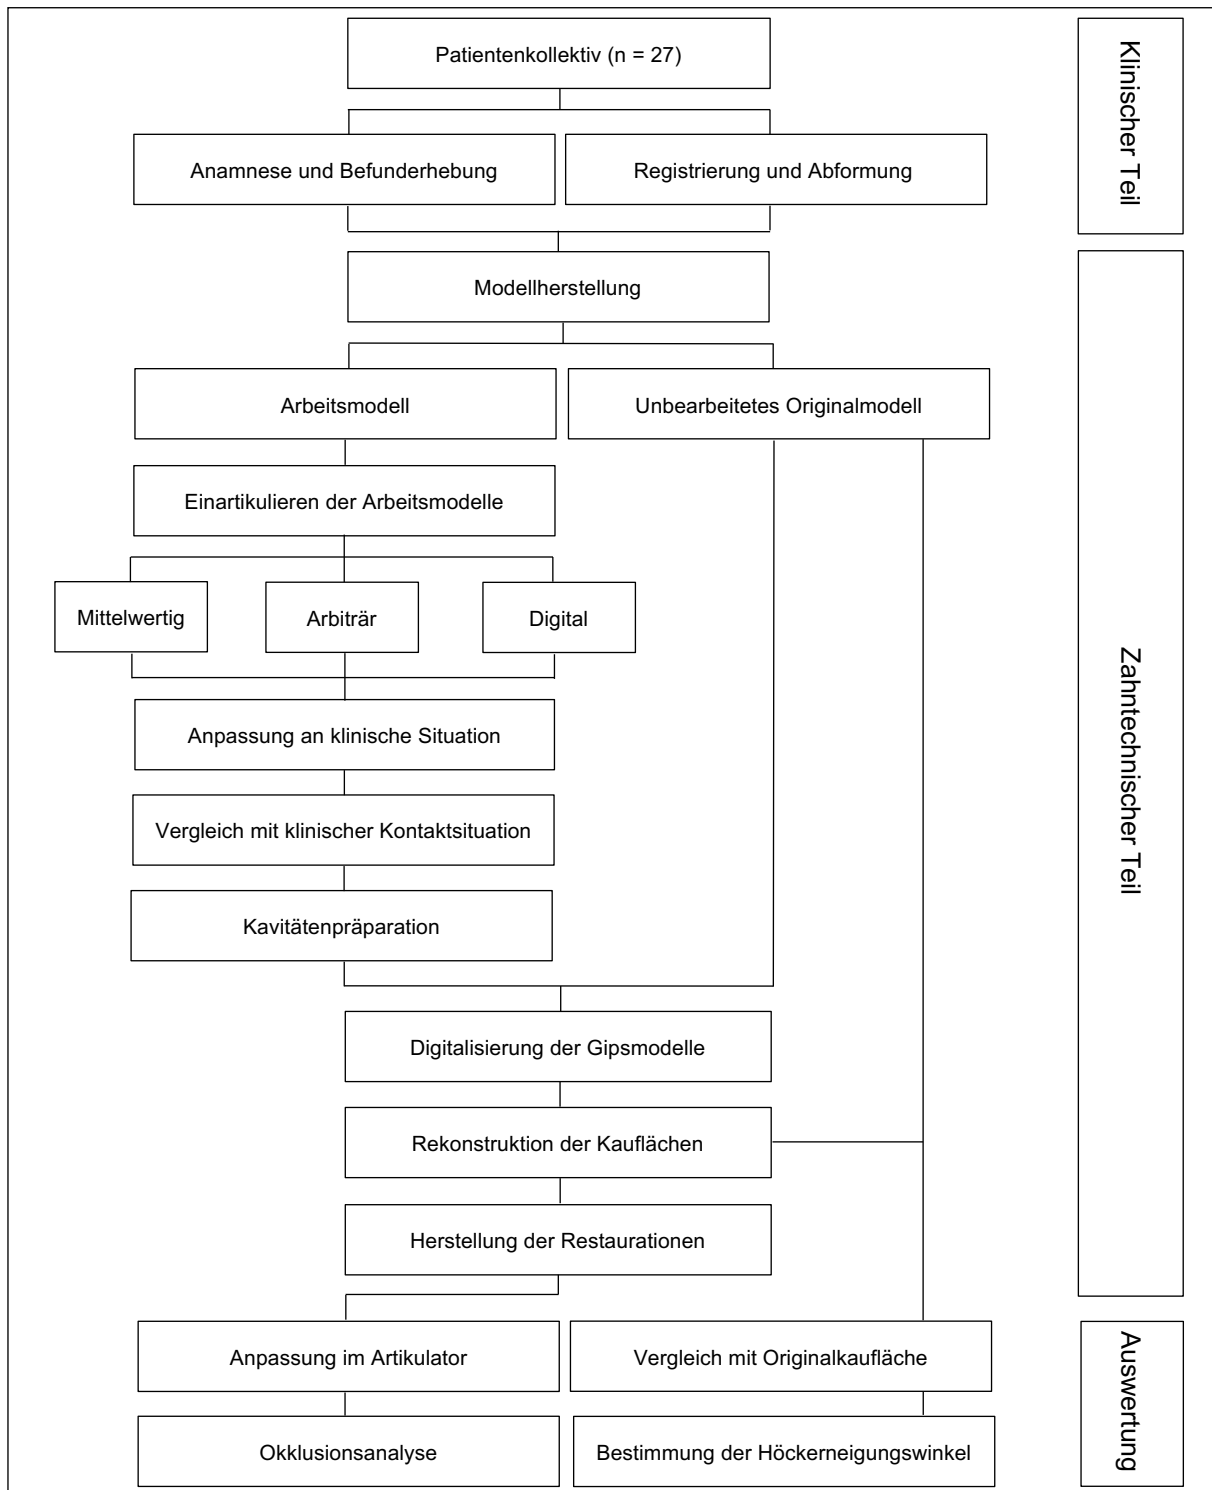 Patientenkollektiv (n = 27)
Klinischer Teil
Anamnese und Befunderhebung
Registrierung und Abformung
Modellherstellung
Zahntechnischer Teil
Arbeitsmodell
Unbearbeitetes Originalmodell
Einartikulieren der Arbeitsmodelle
Mittelwertig
Arbiträr
Digital
Anpassung an klinische Situation
Vergleich mit klinischer Kontaktsituation
Kavitätenpräparation
Digitalisierung der Gipsmodelle
Rekonstruktion der Kauflächen
Herstellung der Restaurationen
Anpassung im Artikulator
Vergleich mit Originalkaufläche
Auswertung
Okklusionsanalyse
Bestimmung der Höckerneigungswinkel